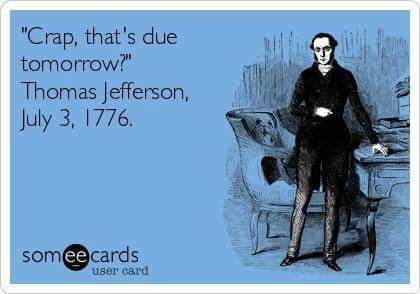 "Crap, that's due
tomorrow?"
Thomas Jefferson,
July 3, 1776.
someecards
user card